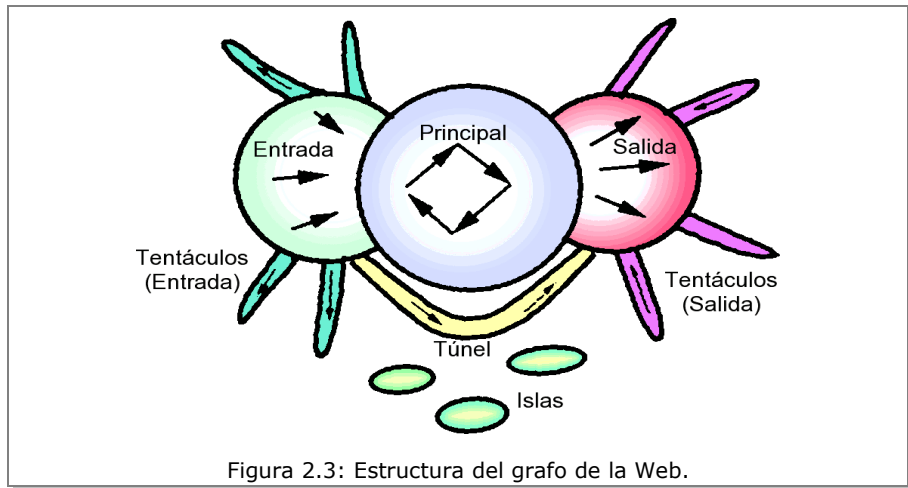 Principal
Entrada
Salida
Tentáculos
(Entrada)
Tentáculos
(Salida)
Túnel
Islas
Figura 2.3: Estructura del grafo de la Web.